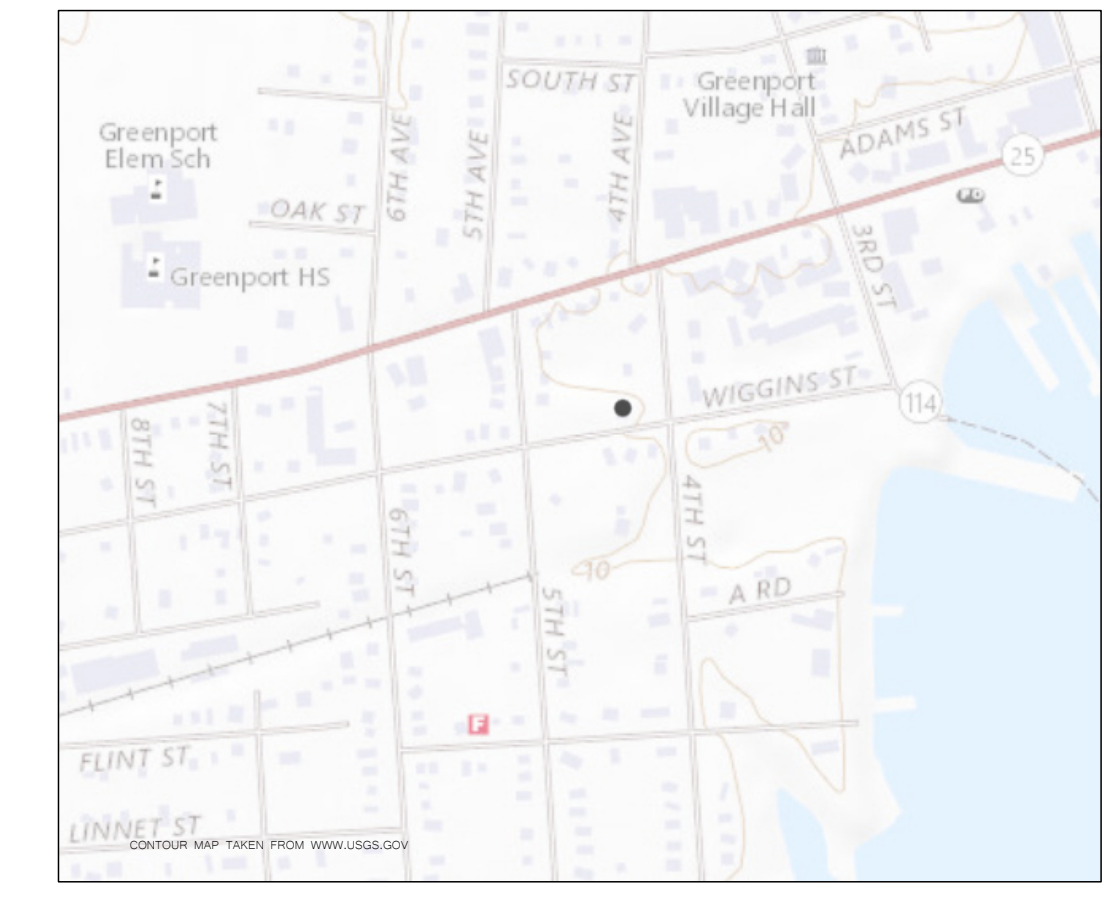 SOUTH ST
Greenport
Village Hall
Greenport
Elem Sch
6TH AVE
5TH AVE
4TH AVE
ADAMS ST
25
OAK ST
Greenport HS
3RD ST
WIGGINS ST
114
7TH ST
8TH ST
10
4TH ST
6TH ST
10
A RD
5TH ST
F
FLINT ST
LINNET ST
CONTOUR MAP TAKEN FROM WWW.USGS.GOV